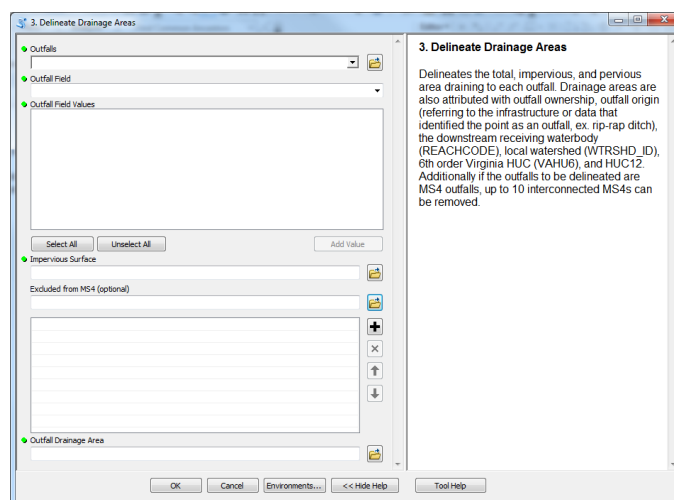 3. Delineate Drainage Areas
Outfalls
Outfall Field
Outfall Field Values
Select All
Unselect All
Add Value
Impervious Surface
Excluded from MS4 (optional)
Outfall Drainage Area
OK
Cancel
Environments...
<< Hide Help
Tool Help
3. Delineate Drainage Areas
Delineates the total, impervious, and pervious
area draining to each outfall. Drainage areas are
also attributed with outfall ownership, outfall origin
(referring to the infrastructure or data that
identified the point as an outfall, ex. rip-rap ditch),
the downstream receiving waterbody
(REACHCODE), local watershed (WTRSHD_ID),
6th order Virginia HUC (VAHU6), and HUC12.
Additionally if the outfalls to be delineated are
MS4 outfalls, up to 10 interconnected MS4s can
be removed.